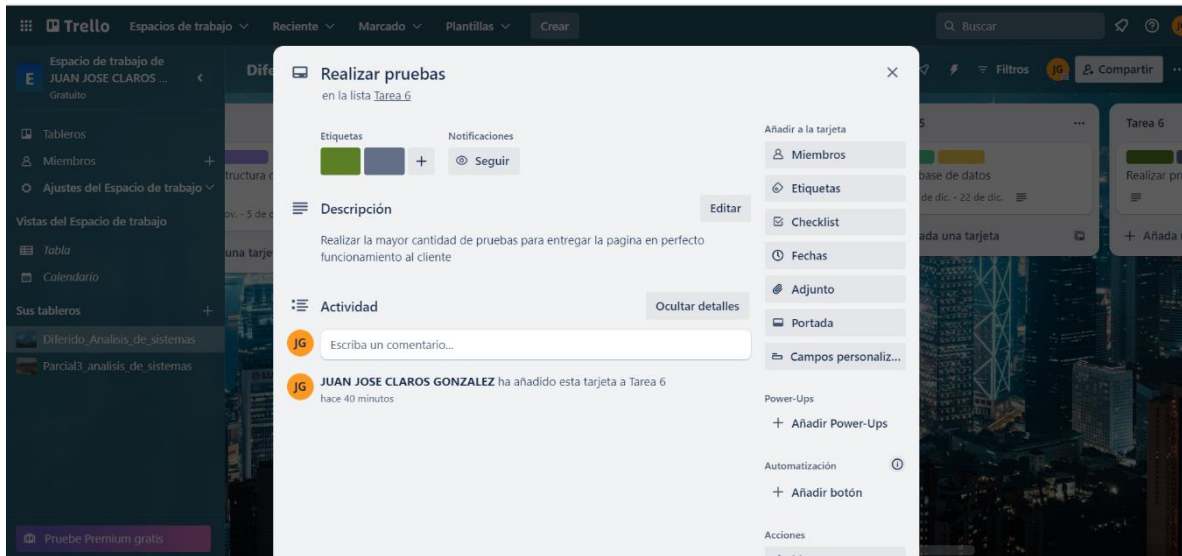 Trello
Espacios de trabajo
Reciente
Marcado
Plantillas
Crear
Buscar
E
Espacio de trabajo de
JUAN JOSE CLAROS ...
Gratuito
Tableros
Miembros
Ajustes del Espacio de trabajo
Vistas del Espacio de trabajo
Tabla
Calendario
Sus tableros
Diferido_Analisis_de_sistemas
Parcial3_analisis_de_sistemas
Pruebe Premium gratis
Filtros
JG
Compartir
Realizar pruebas
en la lista Tarea 6
Etiquetas
Notificaciones
Seguir
Descripción
Editar
Realizar la mayor cantidad de pruebas para entregar la pagina en perfecto
funcionamiento al cliente
Actividad
Ocultar detalles
JG
Escriba un comentario...
JG
JUAN JOSE CLAROS GONZALEZ ha añadido esta tarjeta a Tarea 6
hace 40 minutos
Añadir a la tarjeta
Miembros
Etiquetas
Checklist
Fechas
Adjunto
Portada
Campos personaliz...
Power-Ups
+ Añadir Power-Ups
Automatización
+ Añadir botón
Acciones
5
base de datos
de dic. - 22 de dic.
una tarjeta
Tarea 6
Realizar
+ Añada